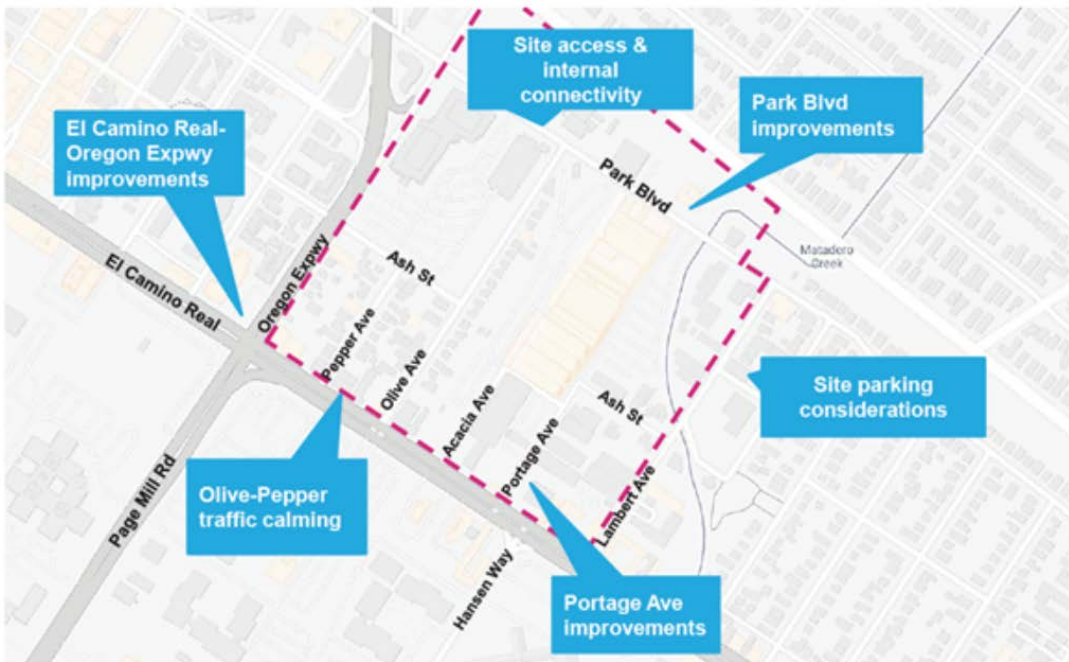 Site access &
internal
connectivity
Park Blvd
improvements
El Camino Real-
Oregon Expwy
improvements
Park Blvd
Matadero
Creek
Ash St
Oregon Expwy
El Camino Real
Pepper Ave
Olive Ave
Acacia Ave
Ash St
Site parking
considerations
Portage Ave
Lambert Ave
Page Mill Rd
Olive-Pepper
traffic calming
Hansen Way
Portage Ave
improvements